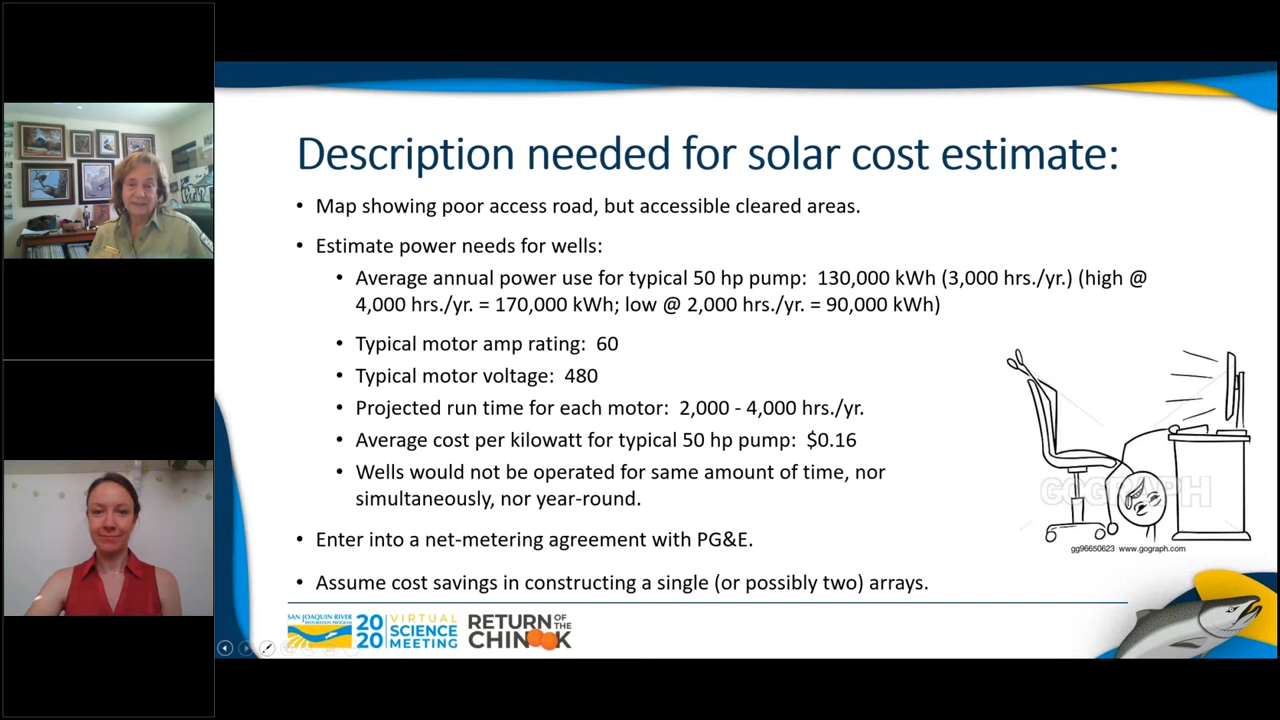 Description needed for solar cost estimate:
• Map showing poor access road, but accessible cleared areas.
• Estimate power needs for wells:
• Average annual power use for typical 50 hp pump:  130,000 kWh (3,000 hrs./yr.) (high @
4,000 hrs./yr. = 170,000 kWh; low @ 2,000 hrs./yr. = 90,000 kWh)
• Typical motor amp rating:  60
• Typical motor voltage:  480
• Projected run time for each motor:  2,000 - 4,000 hrs./yr.
• Average cost per kilowatt for typical 50 hp pump:  $0.16
• Wells would not be operated for same amount of time, nor
simultaneously, nor year-round.
GOGRAPH
gg96650623  www.gograph.com
• Enter into a net-metering agreement with PG&E.
• Assume cost savings in constructing a single (or possibly two) arrays.
SAN JOAQUIN RIVER
RESTORATION PROGRAM
2020
VIRTUAL
SCIENCE
MEETING
RETURN OF THE
CHINOOK